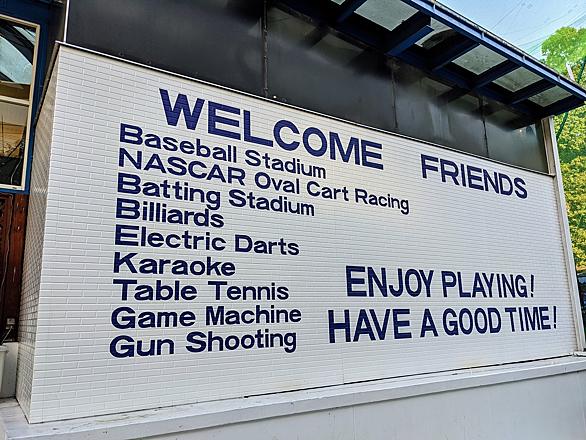 WELCOME FRIENDS
Baseball Stadium
NASCAR Oval Cart Racing
Batting Stadium
Billiards
Electric Darts
Karaoke
Table Tennis
Game Machine
Gun Shooting
ENJOY PLAYING!
HAVE A GOOD TIME!